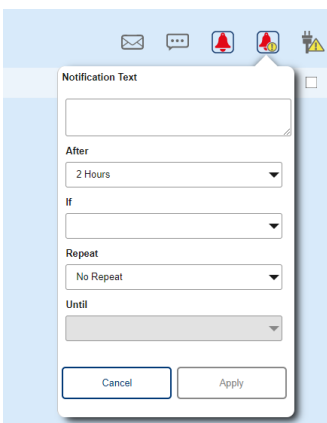 Notification Text
After
2 Hours
If
Repeat
No Repeat
Until
Cancel
Apply